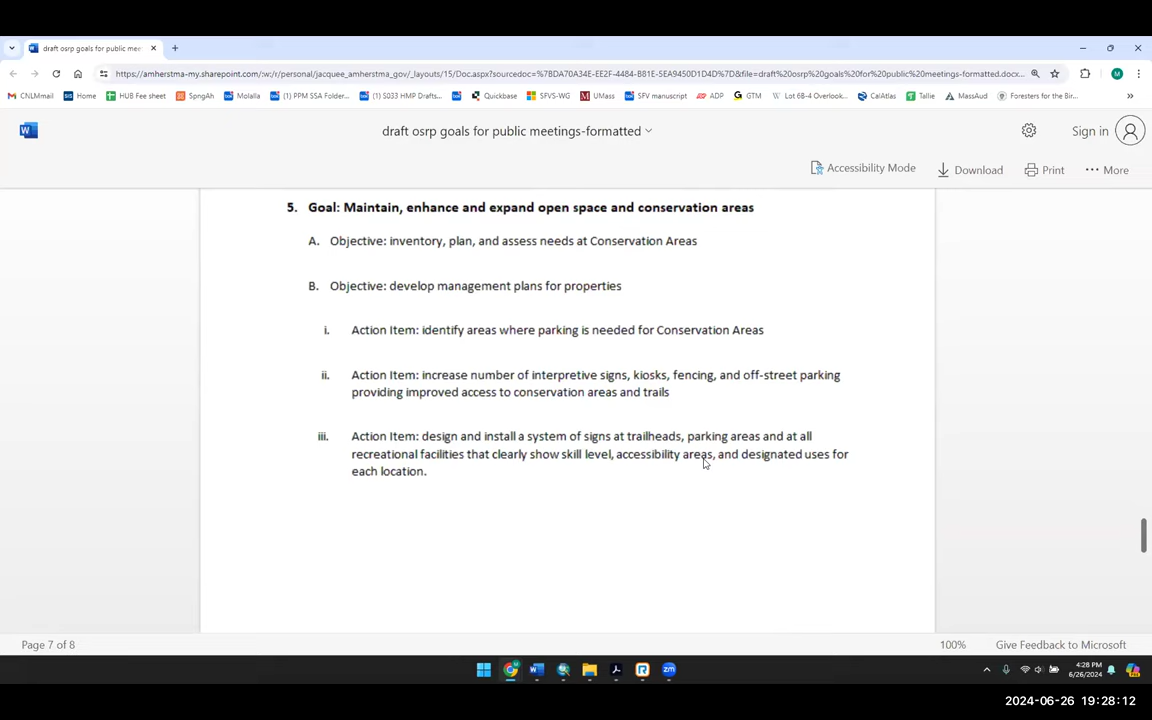 draft osrp goals for public mee
https://amherstma-my.sharepoint.com/:w:/r/personal/jacquee_amherstma_gov/_layouts/15/Doc.aspx?sourcedoc=%7BDA70A34E-EE2F-4484-B81E-5EA9450D1D4D%7D&file=draft%20osrp%20goals%20for%20public%20meetings-formatted.docx...
M
CNLMmail
Home
HUB Fee sheet
SpngAh
Molalla
(1) PPM SSA Folder...
(1) S033 HMP Drafts...
Quickbase
SFVS-WG
UMass
SFV manuscript
ADP
GTM
Lot 6B-4 Overlook...
CalAtlas
Tallie
MassAud
Foresters for the Bir...
draft osrp goals for public meetings-formatted
Sign in
Accessibility Mode
Download
Print
More
5. Goal: Maintain, enhance and expand open space and conservation areas
A. Objective: inventory, plan, and assess needs at Conservation Areas
B. Objective: develop management plans for properties
i. Action Item: identify areas where parking is needed for Conservation Areas
ii. Action Item: increase number of interpretive signs, kiosks, fencing, and off-street parking
providing improved access to conservation areas and trails
iii. Action Item: design and install a system of signs at trailheads, parking areas and at all
recreational facilities that clearly show skill level, accessibility areas, and designated uses for
each location.
Page 7 of 8
100%
Give Feedback to Microsoft
4:28 PM
6/26/2024
2024-06-26 19:28:12